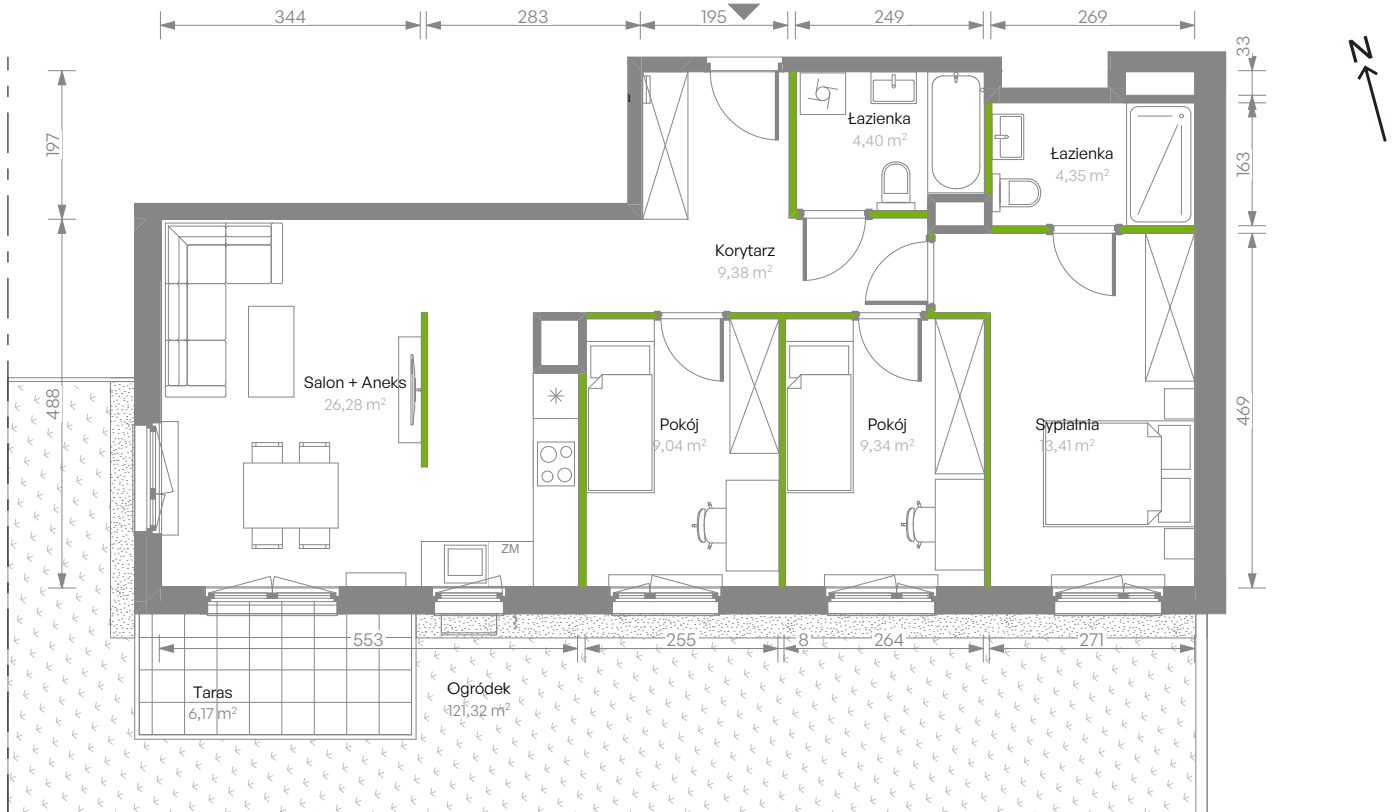 344
283
195
249
269
N
33
197
163
Łazienka
4,40 m²
Łazienka
4,35 m²
Korytarz
9,38 m²
488
469
Salon + Aneks
26,28 m²
Pokój
9,04 m²
Pokój
9,34 m²
Sypialnia
13,41 m²
ZM
553
255
8
264
271
Taras
6,17 m²
Ogródek
121,32 m²